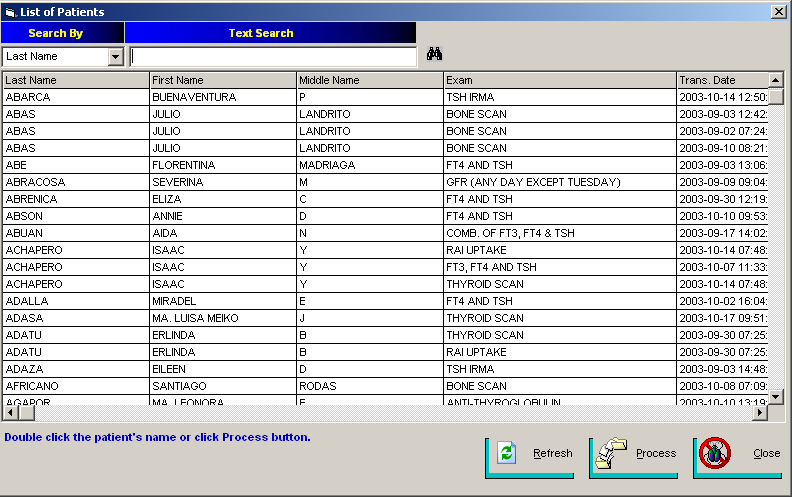 List of Patients
Search By Text Search
Last Name
Last Name First Name Middle Name Exam Trans. Date
ABARCA BUENAVENTURA P TSH IRMA 2003-10-14 12:50:
ABAS JULIO LANDRITO BONE SCAN 2003-09-03 12:42:
ABAS JULIO LANDRITO BONE SCAN 2003-09-02 07:24:
ABAS JULIO LANDRITO BONE SCAN 2003-09-10 08:21:
ABE FLORENTINA MADRIAGA FT4 AND TSH 2003-09-03 13:06:
ABRACOSA SEVERINA M GFR (ANY DAY EXCEPT TUESDAY) 2003-09-09 09:04:
ABRENICA ELIZA C FT4 AND TSH 2003-09-30 12:19:
ABSON ANNIE D FT4 AND TSH 2003-10-10 09:53:
ABUAN AIDA N COMB. OF FT3, FT4 & TSH 2003-09-17 14:02:
ACHAPERO ISAAC Y RAI UPTAKE 2003-10-14 07:48:
ACHAPERO ISAAC Y FT3, FT4 AND TSH 2003-10-07 11:33:
ACHAPERO ISAAC Y THYROID SCAN 2003-10-14 07:48:
ADALLA MIRADEL E FT4 AND TSH 2003-10-02 16:04:
ADASA MA. LUISA MEIKO J THYROID SCAN 2003-10-17 09:51:
ADATU ERLINDA B THYROID SCAN 2003-09-30 07:25:
ADATU ERLINDA B RAI UPTAKE 2003-09-30 07:25:
ADAZA EILEEN D TSH IRMA 2003-09-03 14:48:
AFRICANO SANTIAGO RODAS BONE SCAN 2003-10-08 07:09:
AGAPOR MA. LEONORA ANTI-THYROGLOBULIN 2003-10-10 13:19:
Double click the patient's name or click Process button.
Refresh Process Close